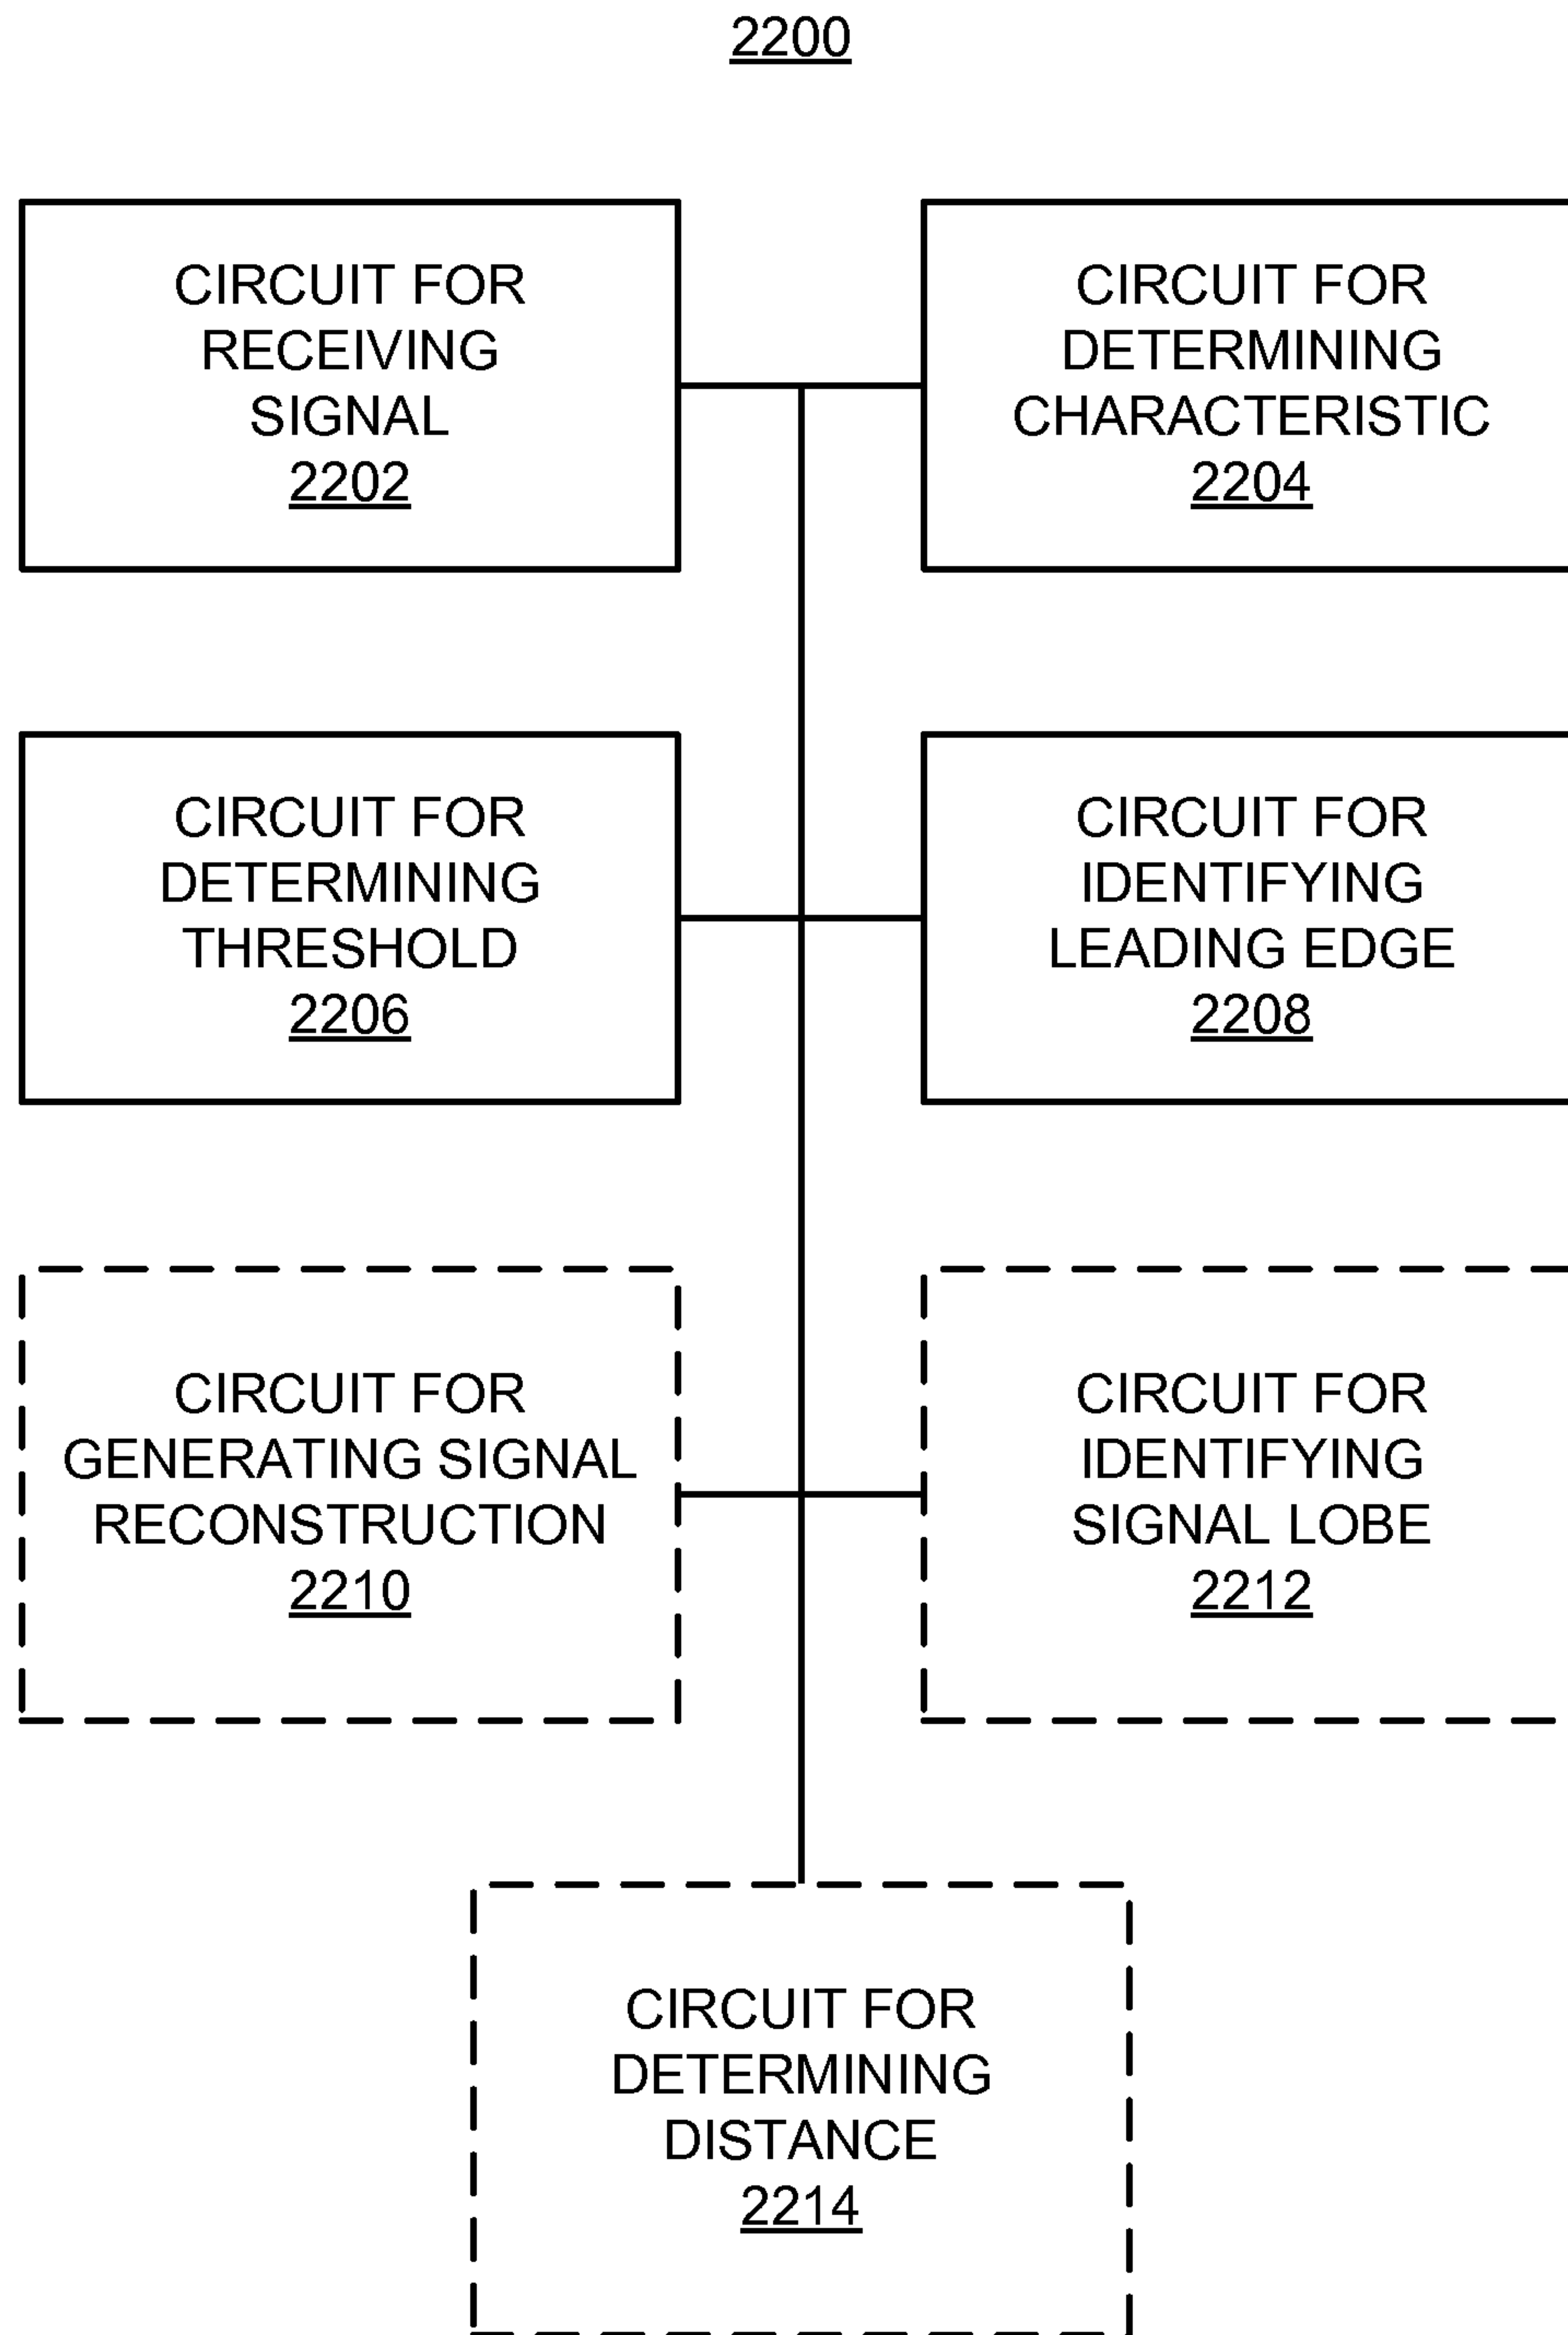 2200
CIRCUIT FOR
RECEIVING
SIGNAL
2202
CIRCUIT FOR
DETERMINING
CHARACTERISTIC
2204
CIRCUIT FOR
DETERMINING
THRESHOLD
2206
CIRCUIT FOR
IDENTIFYING
LEADING EDGE
2208
CIRCUIT FOR
GENERATING SIGNAL
RECONSTRUCTION
2210
CIRCUIT FOR
IDENTIFYING
SIGNAL LOBE
2212
CIRCUIT FOR
DETERMINING
DISTANCE
2214